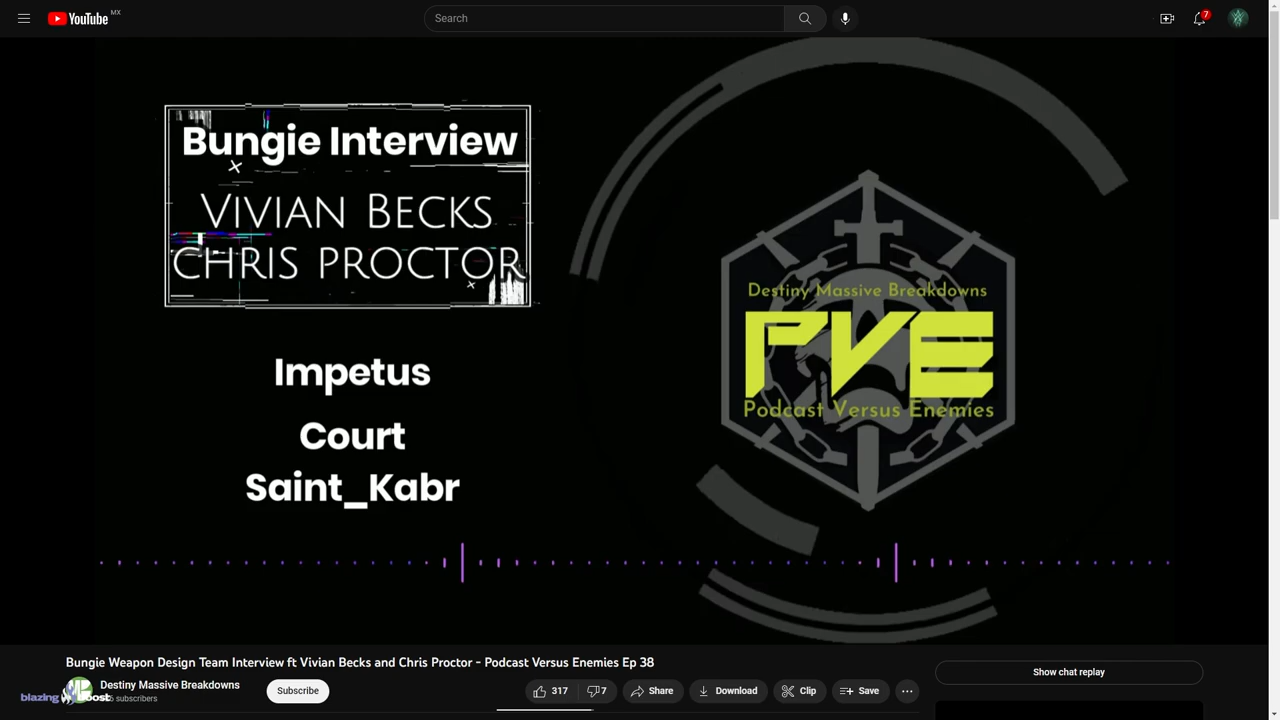 YouTube MX
Search
7
Bungie Interview
Vivian Becks
Chris Proctor
Destiny Massive Breakdowns
PVE
Podcast Versus Enemies
Impetus
Court
Saint_Kabr
Bungie Weapon Design Team Interview ft Vivian Becks and Chris Proctor - Podcast Versus Enemies Ep 38
Destiny Massive Breakdowns
subscribers
blazing boost
Subscribe
317
7
Share
Download
Clip
Save
Show chat replay